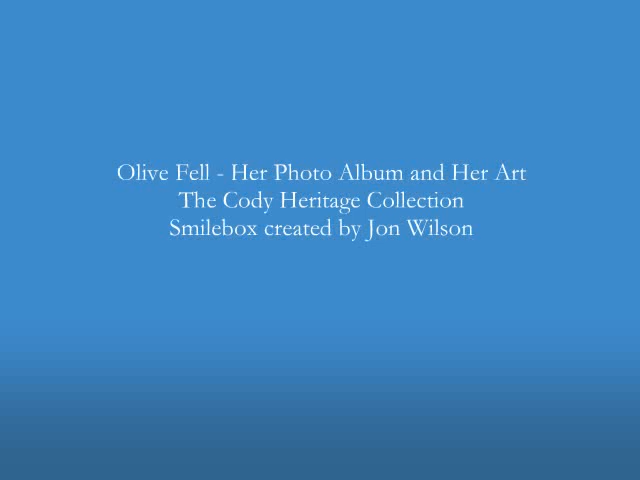 Olive Fell - Her Photo Album and Her Art
The Cody Heritage Collection
Smilebox created by Jon Wilson